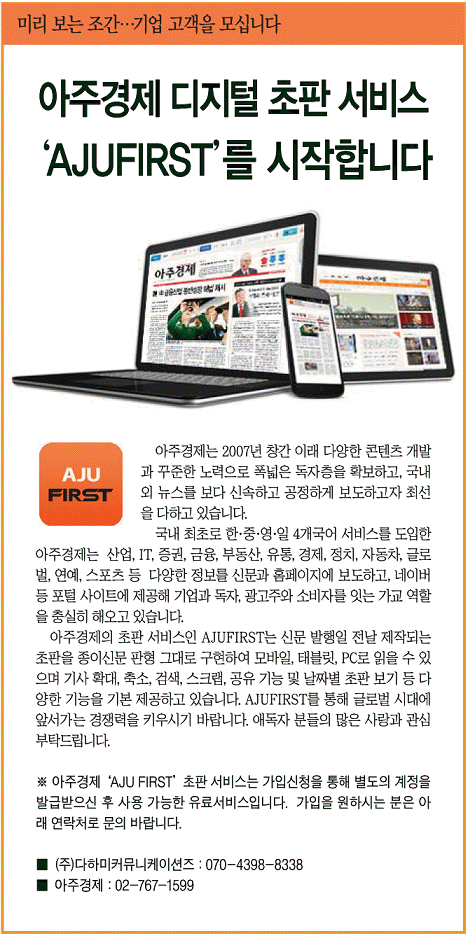 미리 보는 조간…기업 고객을 모십니다
아주경제 디지털 초판 서비스
‘AJUFIRST’를 시작합니다
아주경제
아주경제
AJU
FIRST
아주경제는 2007년 창간 이래 다양한 콘텐츠 개발
과 꾸준한 노력으로 폭넓은 독자층을 확보하고, 국내
외 뉴스를 보다 신속하고 공정하게 보도하고자 최선
을 다하고 있습니다.
국내 최초로 한·중·영·일 4개국어 서비스를 도입한
아주경제는 산업, IT, 증권, 금융, 부동산, 유통, 경제, 정치, 자동차, 글로
벌, 연예, 스포츠 등 다양한 정보를 신문과 홈페이지에 보도하고, 네이버
등 포털 사이트에 제공해 기업과 독자, 광고주와 소비자를 잇는 가교 역할
을 충실히 해오고 있습니다.
아주경제의 초판 서비스인 AJUFIRST는 신문 발행일 전날 제작되는
초판을 종이신문 판형 그대로 구현하여 모바일, 태블릿, PC로 읽을 수 있
으며 기사 확대, 축소, 검색, 스크랩, 공유 기능 및 날짜별 초판 보기 등 다
양한 기능을 기본 제공하고 있습니다. AJUFIRST를 통해 글로벌 시대에
앞서가는 경쟁력을 키우시기 바랍니다. 애독자 분들의 많은 사랑과 관심
부탁드립니다.
※ 아주경제 ‘AJU FIRST’ 초판 서비스는 가입신청을 통해 별도의 계정을
발급받으신 후 사용 가능한 유료서비스입니다. 가입을 원하시는 분은 아
래 연락처로 문의 바랍니다.
■ (주)다하미커뮤니케이션즈 : 070-4398-8338
■ 아주경제 : 02-767-1599